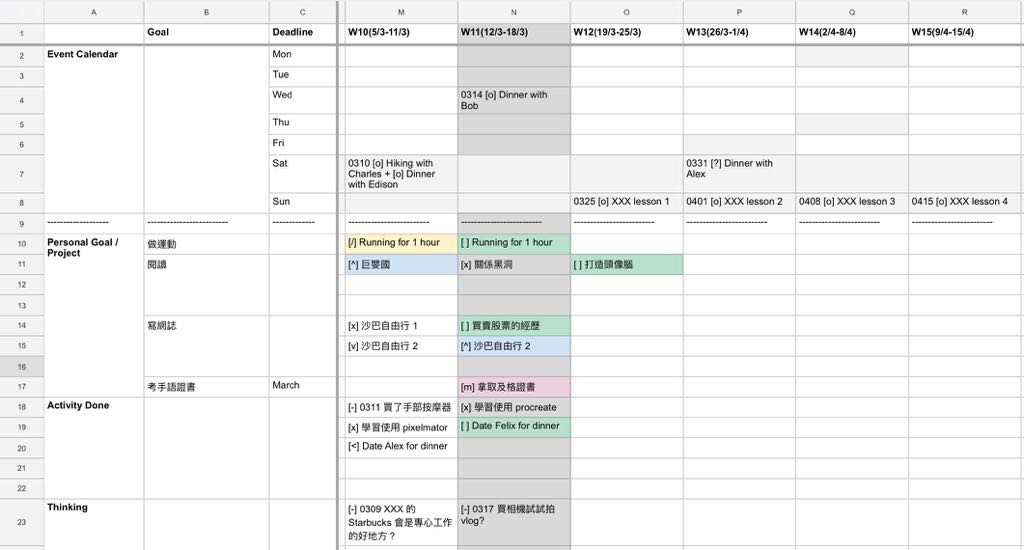 A B C M N O P Q R
1 Goal Deadline W10(5/3-11/3) W11(12/3-18/3) W12(19/3-25/3) W13(26/3-1/4) W14(2/4-8/4) W15(9/4-15/4)
2 Event Calendar Mon
3 Tue
4 Wed 0314 [o] Dinner with
Bob
5 Thu
6 Fri
7 Sat 0310 [o] Hiking with
Charles + [o] Dinner
with Edison
0331 [?] Dinner with
Alex
8 Sun 0325 [o] XXX lesson 1 0401 [o] XXX lesson 2 0408 [o] XXX lesson 3 0415 [o] XXX lesson 4
9 ------------------- ------------------------- ------------- ------------------------- ------------------------- ------------------------- ------------------------- ------------------------- -------------------------
10 Personal Goal /
Project
做運動 [/] Running for 1 hour [ ] Running for 1 hour
11 閱讀 [^] 巨嬰國 [x] 關係黑洞 [ ] 打造頭像腦
12
13
14 寫網誌 [x] 沙巴自由行 1 [ ] 買賣股票的經歷
15 [v] 沙巴自由行 2 [^] 沙巴自由行 2
16
17 考手語證書 March [m] 拿取及格證書
18 Activity Done [-] 0311 買了手部按摩器 [x] 學習使用 procreate
19 [x] 學習使用 pixelmator [ ] Date Felix for dinner
20 [<] Date Alex for dinner
21
22
23 Thinking [-] 0309 XXX 的
Starbucks 會是專心工作
的好地方？
[-] 0317 買相機試試拍
vlog?